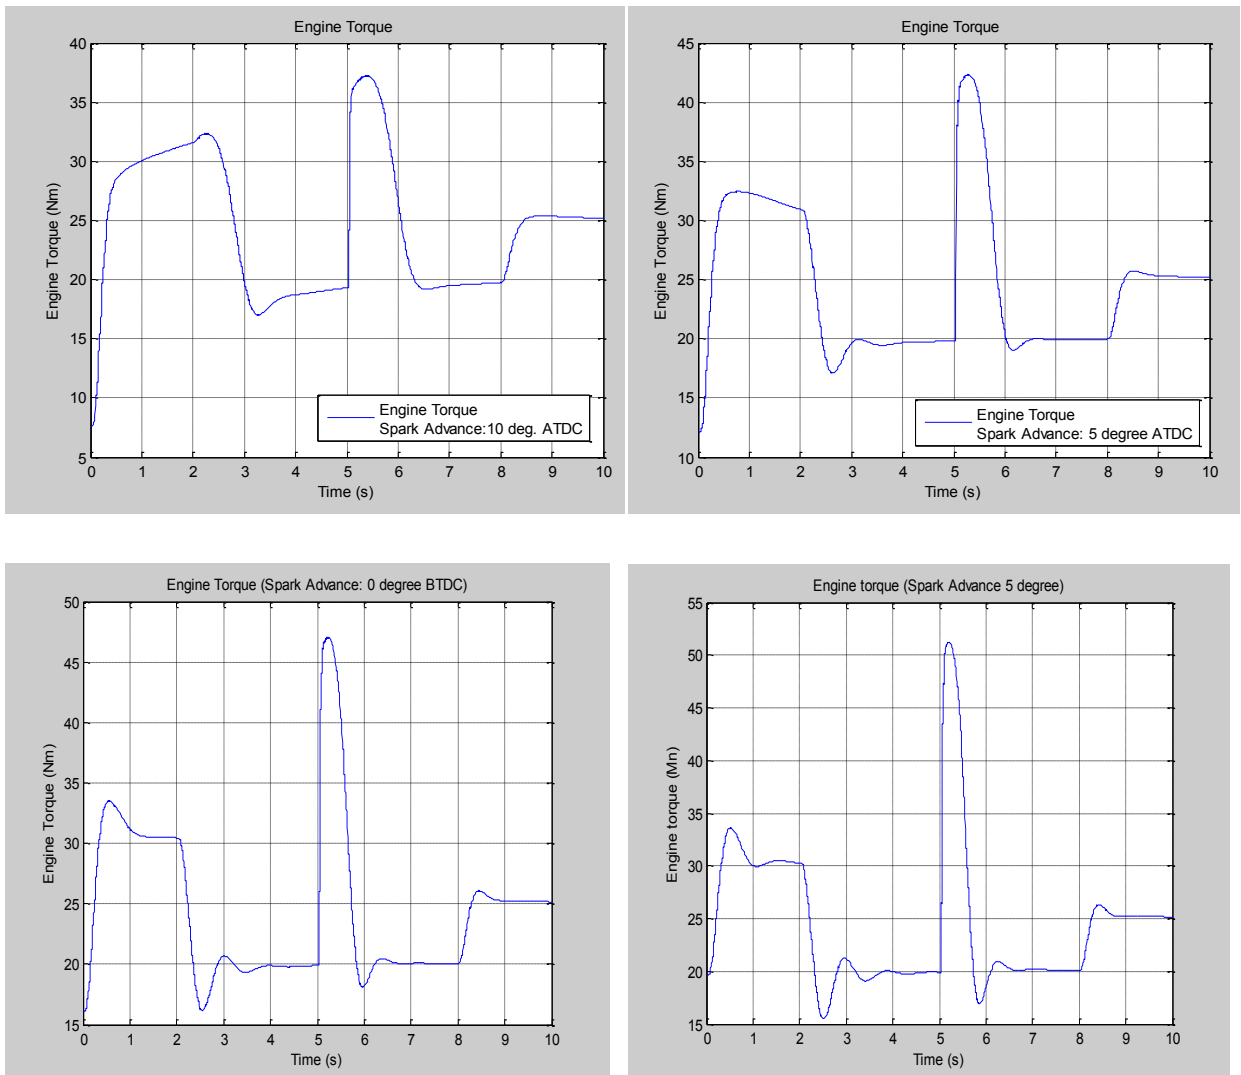 Engine Torque
40
35
30
25
20
15
10
5
Engine Torque (Nm)
Engine Torque
Spark Advance:10 deg. ATDC
0 1 2 3 4 5 6 7 8 9 10
Time (s)
Engine Torque
45
40
35
30
25
20
15
10
Engine Torque (Nm)
Engine Torque
Spark Advance: 5 degree ATDC
0 1 2 3 4 5 6 7 8 9 10
Time (s)
Engine Torque (Spark Advance: 0 degree BTDC)
50
45
40
35
30
25
20
15
Engine Torque (Nm)
0 1 2 3 4 5 6 7 8 9 10
Time (s)
Engine torque (Spark Advance 5 degree)
55
50
45
40
35
30
25
20
15
Engine torque (Mn)
0 1 2 3 4 5 6 7 8 9 10
Time (s)